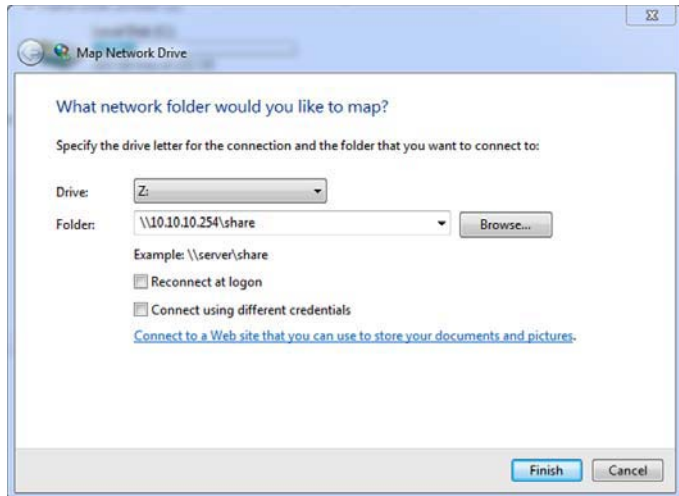 Map Network Drive
What network folder would you like to map?
Specify the drive letter for the connection and the folder that you want to connect to:
Drive: Z:
Folder: \\10.10.10.254\share Browse...
Example: \\server\share
Reconnect at logon
Connect using different credentials
Connect to a Web site that you can use to store your documents and pictures.
Finish Cancel